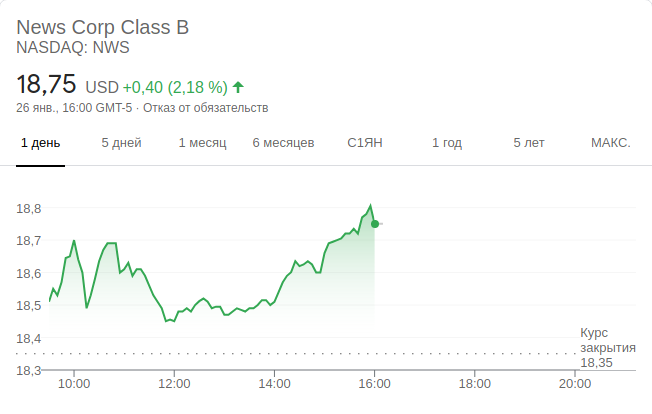 News Corp Class B
NASDAQ: NWS
18,75 USD +0,40 (2,18 %)
26 янв., 16:00 GMT-5 · Отказ от обязательств
1 день 5 дней 1 месяц 6 месяцев С1ЯН 1 год 5 лет МАКС.
18,8
18,7
18,6
18,5
18,4
18,3
Курс
закрытия
18,35
10:00 12:00 14:00 16:00 18:00 20:00